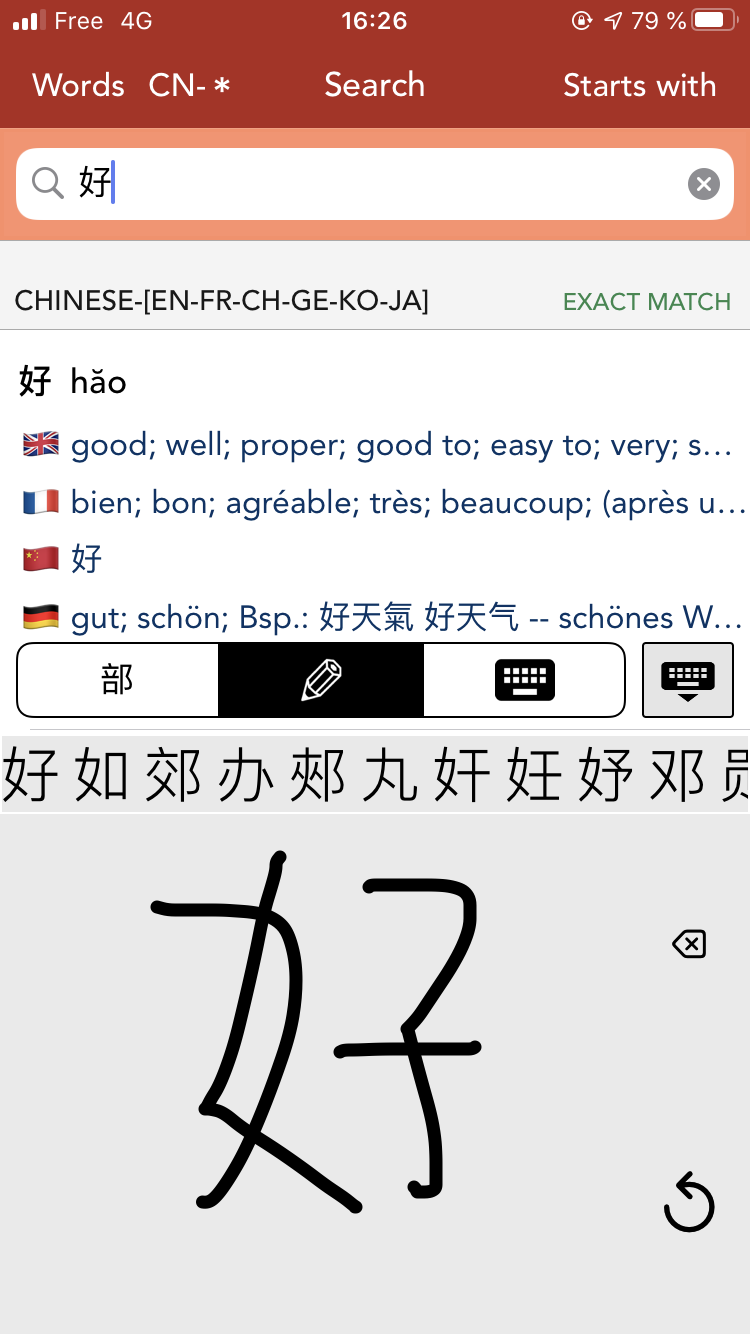 Free 4G 16:26 79 %
Words CN-* Search Starts with
好
CHINESE-[EN-FR-CH-GE-KO-JA] EXACT MATCH
好 hǎo
good; well; proper; good to; easy to; very; s...
bien; bon; agréable; très; beaucoup; (après u...
好
gut; schön; Bsp.: 好天氣 好天气 -- schönes W...
部
好 如 郊 办 郏 丸 奸 妊 妤 邓
好